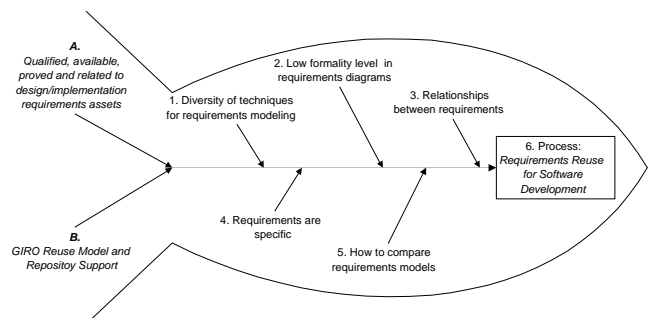 A.
Qualified, available,
proved and related to
design/implementation
requirements assets
1. Diversity of techniques
for requirements modeling
2. Low formality level in
requirements diagrams
3. Relationships
between requirements
6. Process:
Requirements Reuse
for Software
Development
4. Requirements are
specific
5. How to compare
requirements models
B.
GIRO Reuse Model and
Repositoy Support